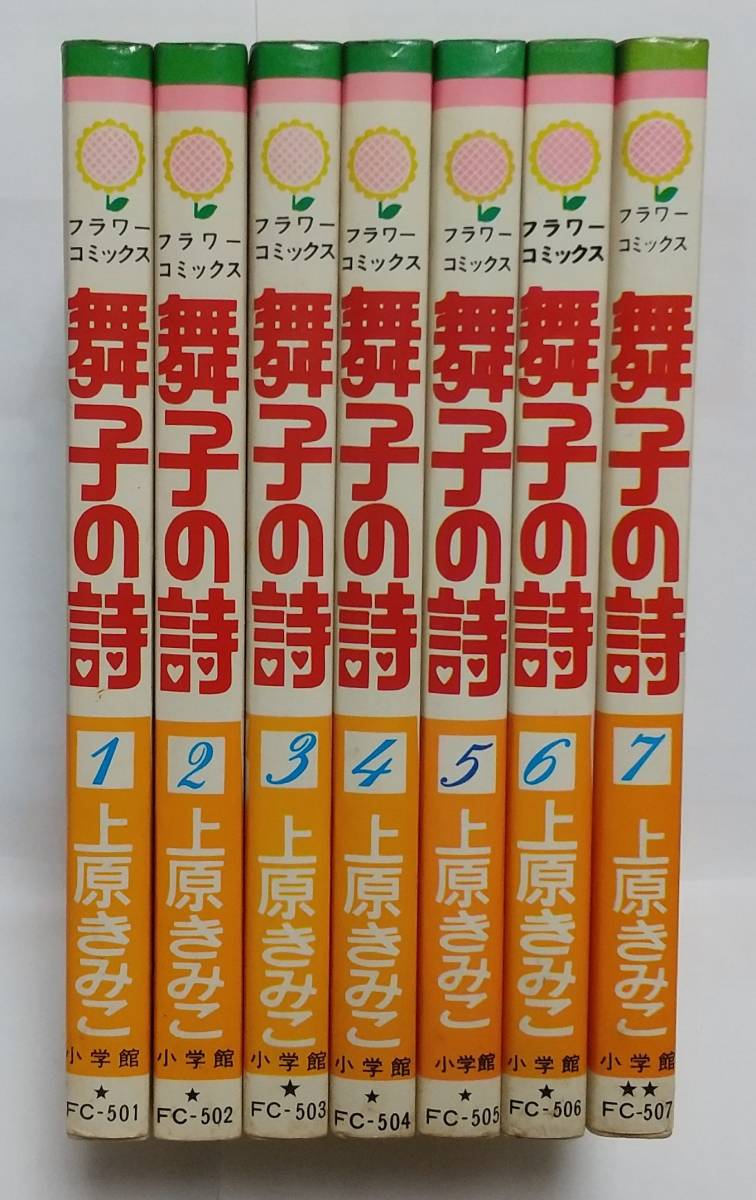 フラワー
コミックス
舞子の詩
1
上原きみこ
小学館
★
FC-501
フラワー
コミックス
舞子の詩
2
上原きみこ
小学館
★
FC-502
フラワー
コミックス
舞子の詩
3
上原きみこ
小学館
★
FC-503
フラワー
コミックス
舞子の詩
4
上原きみこ
小学館
★
FC-504
フラワー
コミックス
舞子の詩
5
上原きみこ
小学館
★
FC-505
フラワー
コミックス
舞子の詩
6
上原きみこ
小学館
★
FC-506
フラワー
コミックス
舞子の詩
7
上原きみこ
小学館
★★
FC-507